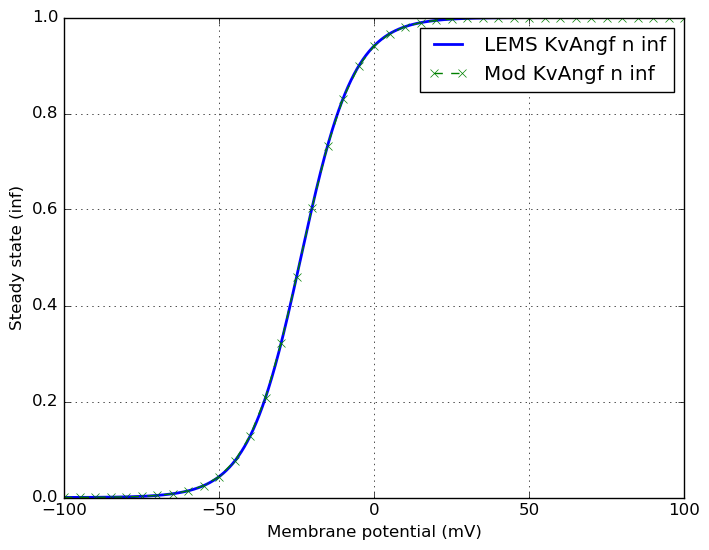 1.0
0.8
0.6
0.4
0.2
0.0
Steady state (inf)
LEMS KvAngf n inf
Mod KvAngf n inf
−100
−50
0
50
100
Membrane potential (mV)